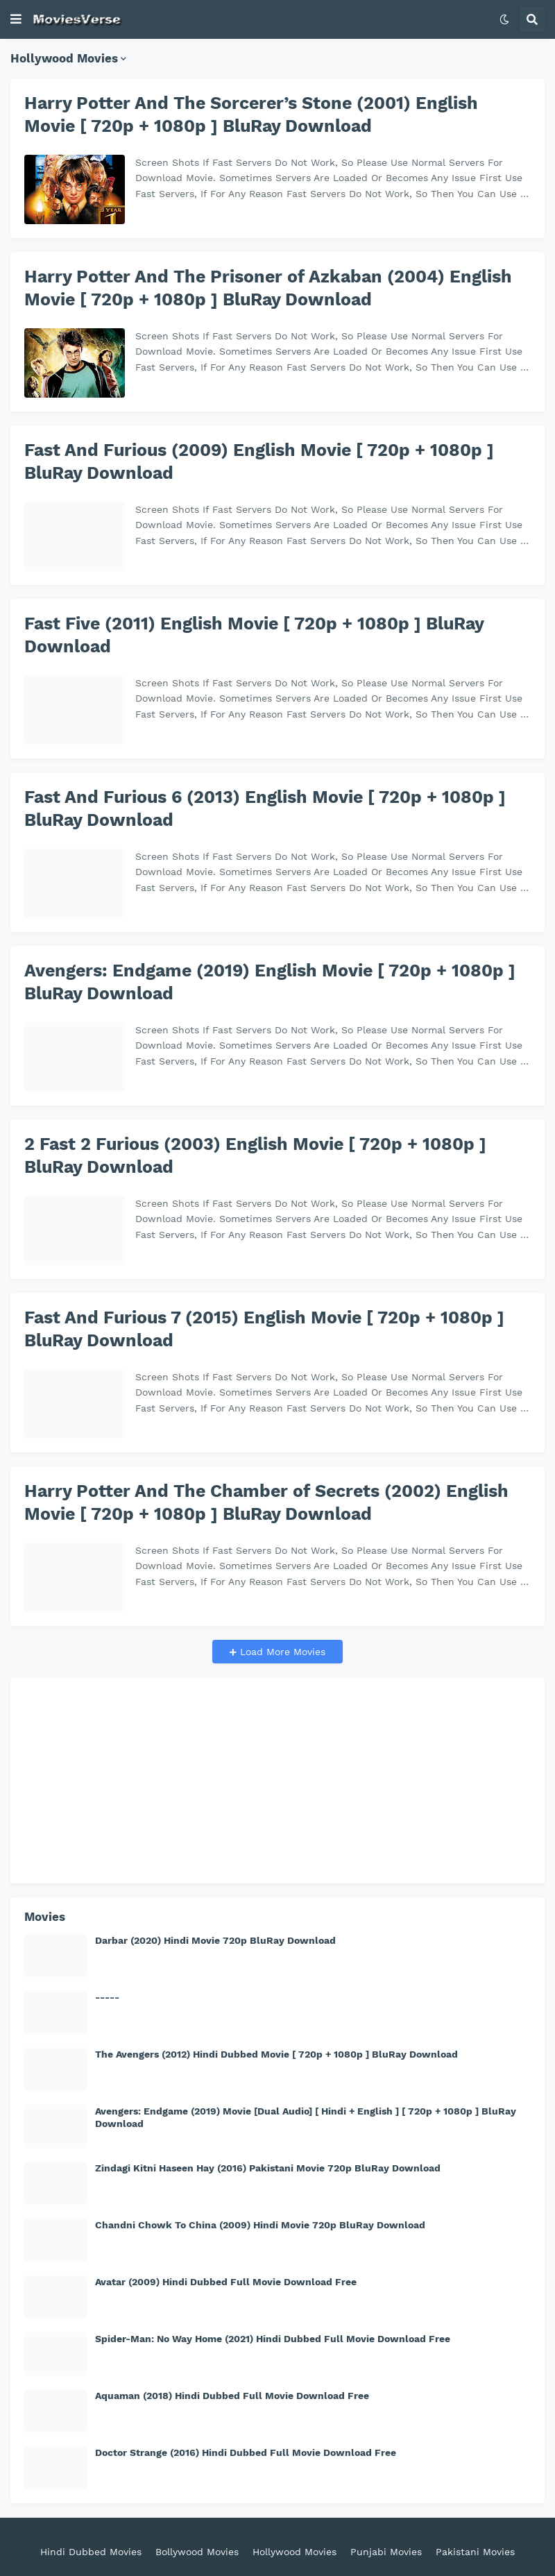 MoviesVerse
Hollywood Movies
Harry Potter And The Sorcerer’s Stone (2001) English
Movie [ 720p + 1080p ] BluRay Download
Screen Shots If Fast Servers Do Not Work, So Please Use Normal Servers For
Download Movie. Sometimes Servers Are Loaded Or Becomes Any Issue First Use
Fast Servers, If For Any Reason Fast Servers Do Not Work, So Then You Can Use ...
YEAR
1
Harry Potter And The Prisoner of Azkaban (2004) English
Movie [ 720p + 1080p ] BluRay Download
Screen Shots If Fast Servers Do Not Work, So Please Use Normal Servers For
Download Movie. Sometimes Servers Are Loaded Or Becomes Any Issue First Use
Fast Servers, If For Any Reason Fast Servers Do Not Work, So Then You Can Use ...
Fast And Furious (2009) English Movie [ 720p + 1080p ]
BluRay Download
Screen Shots If Fast Servers Do Not Work, So Please Use Normal Servers For
Download Movie. Sometimes Servers Are Loaded Or Becomes Any Issue First Use
Fast Servers, If For Any Reason Fast Servers Do Not Work, So Then You Can Use ...
Fast Five (2011) English Movie [ 720p + 1080p ] BluRay
Download
Screen Shots If Fast Servers Do Not Work, So Please Use Normal Servers For
Download Movie. Sometimes Servers Are Loaded Or Becomes Any Issue First Use
Fast Servers, If For Any Reason Fast Servers Do Not Work, So Then You Can Use ...
Fast And Furious 6 (2013) English Movie [ 720p + 1080p ]
BluRay Download
Screen Shots If Fast Servers Do Not Work, So Please Use Normal Servers For
Download Movie. Sometimes Servers Are Loaded Or Becomes Any Issue First Use
Fast Servers, If For Any Reason Fast Servers Do Not Work, So Then You Can Use ...
Avengers: Endgame (2019) English Movie [ 720p + 1080p ]
BluRay Download
Screen Shots If Fast Servers Do Not Work, So Please Use Normal Servers For
Download Movie. Sometimes Servers Are Loaded Or Becomes Any Issue First Use
Fast Servers, If For Any Reason Fast Servers Do Not Work, So Then You Can Use ...
2 Fast 2 Furious (2003) English Movie [ 720p + 1080p ]
BluRay Download
Screen Shots If Fast Servers Do Not Work, So Please Use Normal Servers For
Download Movie. Sometimes Servers Are Loaded Or Becomes Any Issue First Use
Fast Servers, If For Any Reason Fast Servers Do Not Work, So Then You Can Use ...
Fast And Furious 7 (2015) English Movie [ 720p + 1080p ]
BluRay Download
Screen Shots If Fast Servers Do Not Work, So Please Use Normal Servers For
Download Movie. Sometimes Servers Are Loaded Or Becomes Any Issue First Use
Fast Servers, If For Any Reason Fast Servers Do Not Work, So Then You Can Use ...
Harry Potter And The Chamber of Secrets (2002) English
Movie [ 720p + 1080p ] BluRay Download
Screen Shots If Fast Servers Do Not Work, So Please Use Normal Servers For
Download Movie. Sometimes Servers Are Loaded Or Becomes Any Issue First Use
Fast Servers, If For Any Reason Fast Servers Do Not Work, So Then You Can Use ...
+ Load More Movies
Movies
Darbar (2020) Hindi Movie 720p BluRay Download
-----
The Avengers (2012) Hindi Dubbed Movie [ 720p + 1080p ] BluRay Download
Avengers: Endgame (2019) Movie [Dual Audio] [ Hindi + English ] [ 720p + 1080p ] BluRay
Download
Zindagi Kitni Haseen Hay (2016) Pakistani Movie 720p BluRay Download
Chandni Chowk To China (2009) Hindi Movie 720p BluRay Download
Avatar (2009) Hindi Dubbed Full Movie Download Free
Spider-Man: No Way Home (2021) Hindi Dubbed Full Movie Download Free
Aquaman (2018) Hindi Dubbed Full Movie Download Free
Doctor Strange (2016) Hindi Dubbed Full Movie Download Free
Hindi Dubbed Movies Bollywood Movies Hollywood Movies Punjabi Movies Pakistani Movies